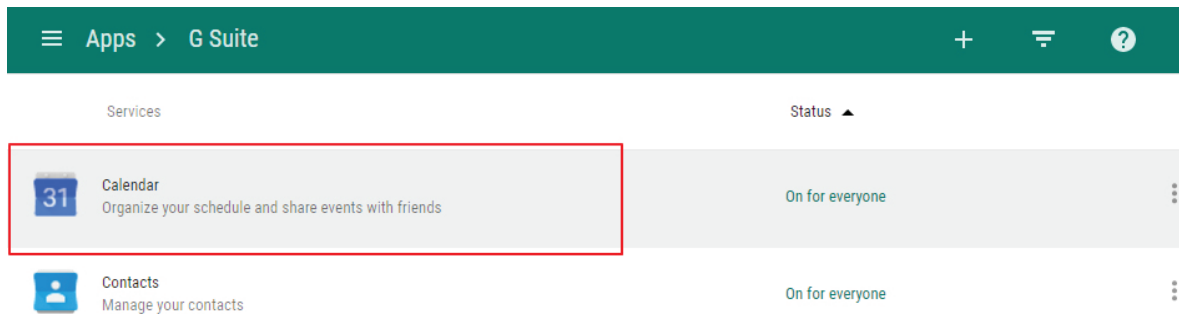 Apps > G Suite
Services Status
31
Calendar
Organize your schedule and share events with friends
On for everyone
Contacts
Manage your contacts
On for everyone